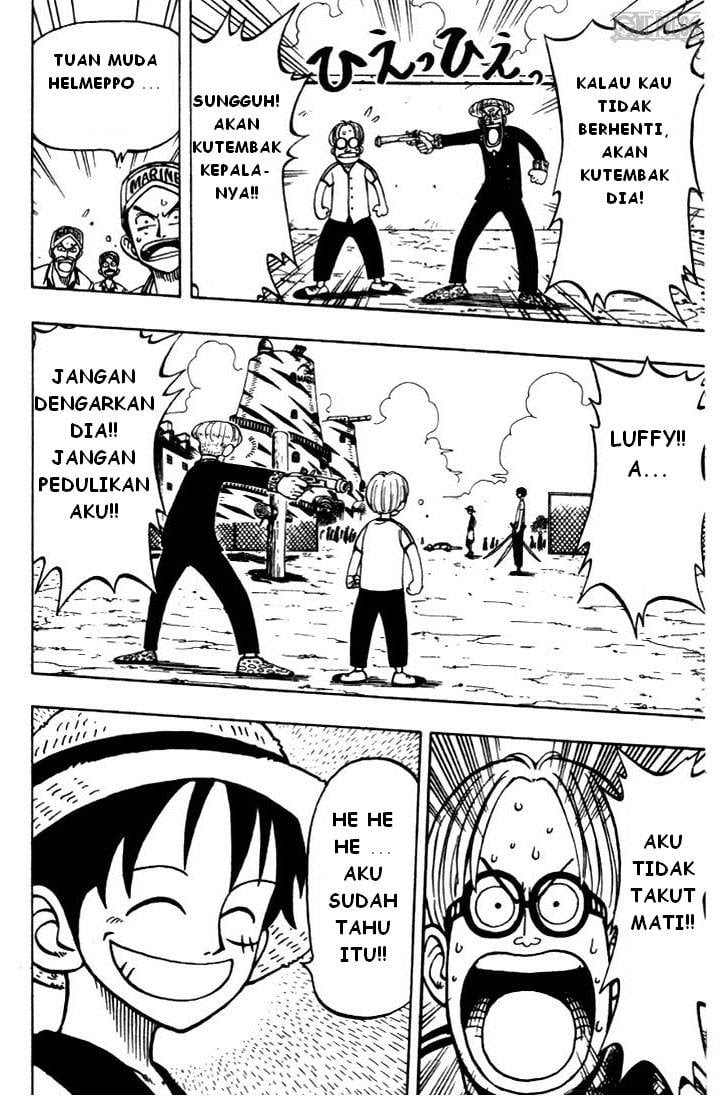 KALAU KAU
TIDAK
BERHENTI,
AKAN
KUTEMBAK
DIA!
ひえっひえっ
SUNGGUH!
AKAN
KUTEMBAK
KEPALA-
NYA!!
TUAN MUDA
HELMEPPO ...
MARINE
LUFFY!!
A...
JANGAN
DENGARKAN
DIA!!
JANGAN
PEDULIKAN
AKU!!
AKU
TIDAK
TAKUT
MATI!!
HE HE
HE ...
AKU
SUDAH
TAHU
ITU!!